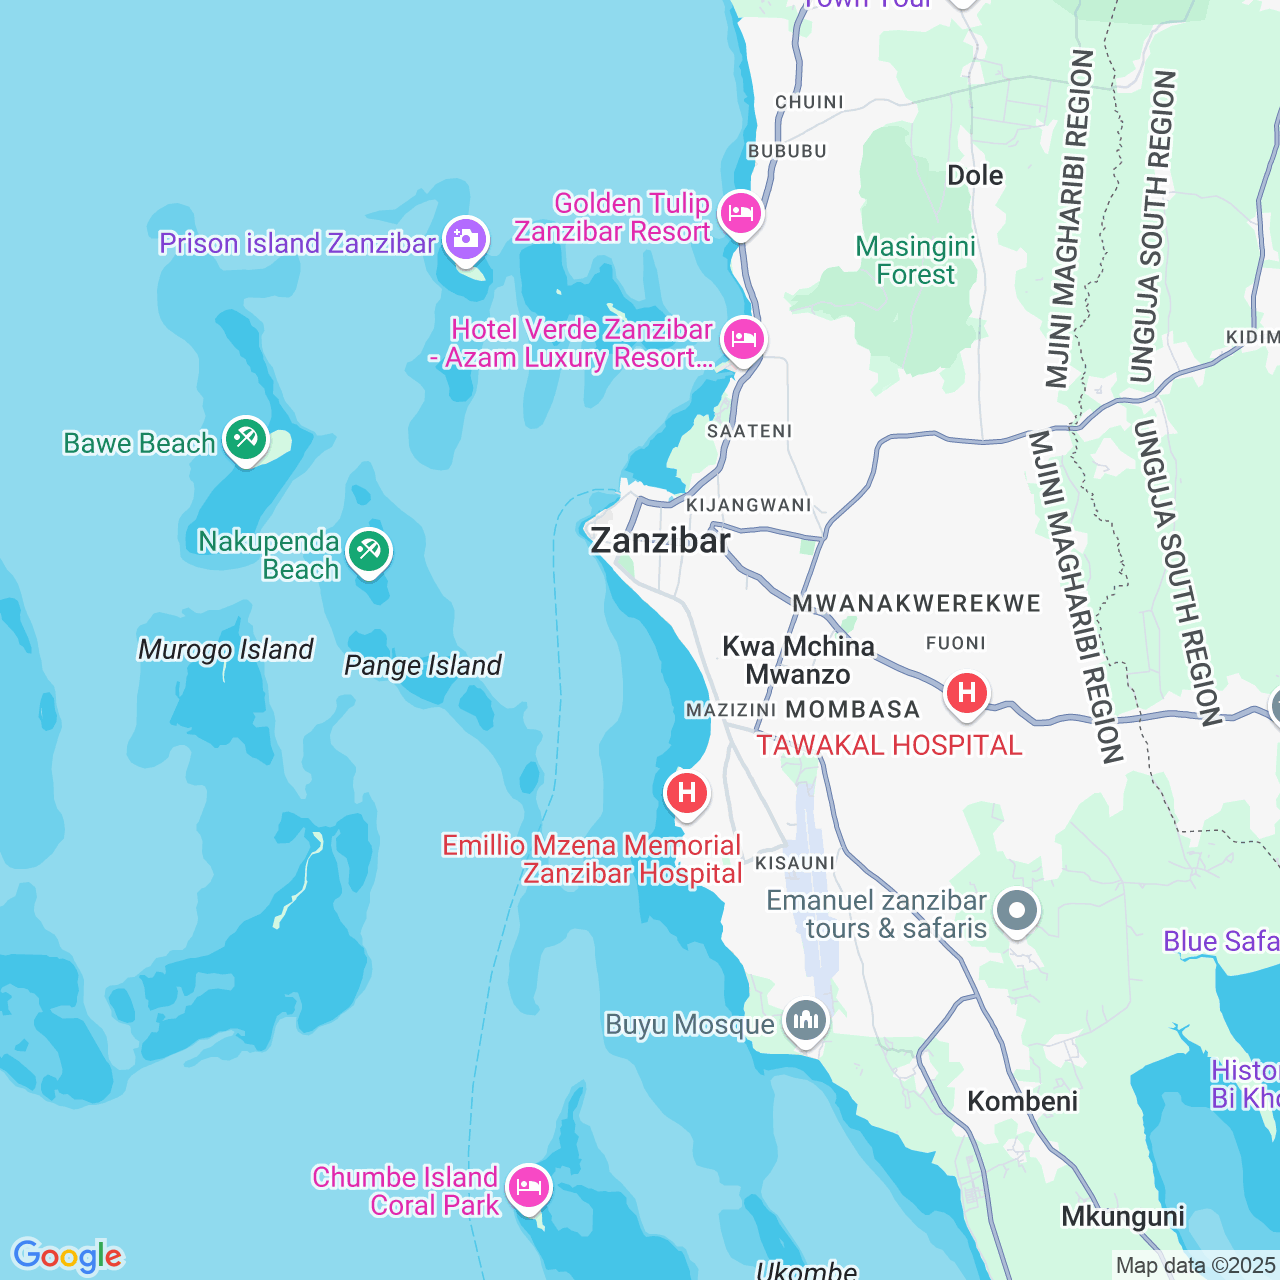 Town Tour
CHUINI
BUBUBU
Dole
MJINI MAGHARIBI REGION
UNGUJA SOUTH REGION
Golden Tulip
Zanzibar Resort
Prison island Zanzibar
Masingini
Forest
Hotel Verde Zanzibar
- Azam Luxury Resort...
KIDIM
SAATENI
Bawe Beach
MJINI MAGHARIBI REGION
UNGUJA SOUTH REGION
KIJANGWANI
Zanzibar
Nakupenda
Beach
MWANAKWEREKWE
FUONI
Murogo Island
Pange Island
Kwa Mchina
Mwanzo
MAZIZINI
MOMBASA
H
TAWAKAL HOSPITAL
H
Emillio Mzena Memorial
Zanzibar Hospital
KISAUNI
Emanuel zanzibar
tours & safaris
Blue Safa
Buyu Mosque
Histor
Bi Kho
Kombeni
Chumbe Island
Coral Park
Mkunguni
Ukombe
Google
Map data ©2025